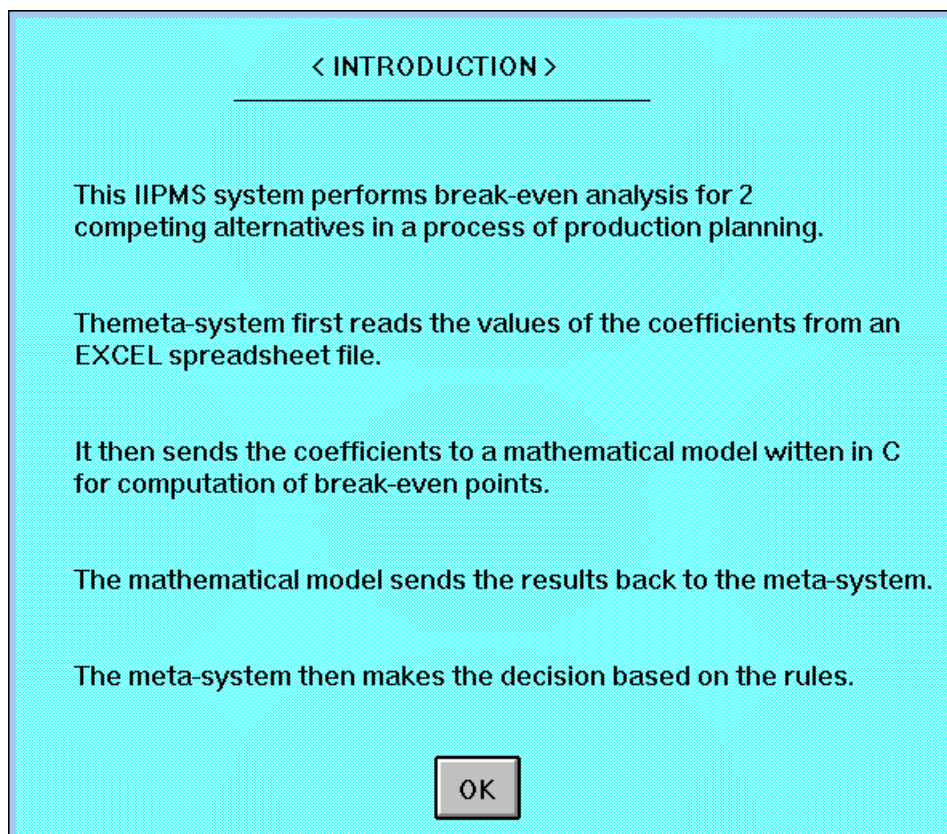 < INTRODUCTION >
This IIPMS system performs break-even analysis for 2
competing alternatives in a process of production planning.
Themeta-system first reads the values of the coefficients from an
EXCEL spreadsheet file.
It then sends the coefficients to a mathematical model witten in C
for computation of break-even points.
The mathematical model sends the results back to the meta-system.
The meta-system then makes the decision based on the rules.
OK